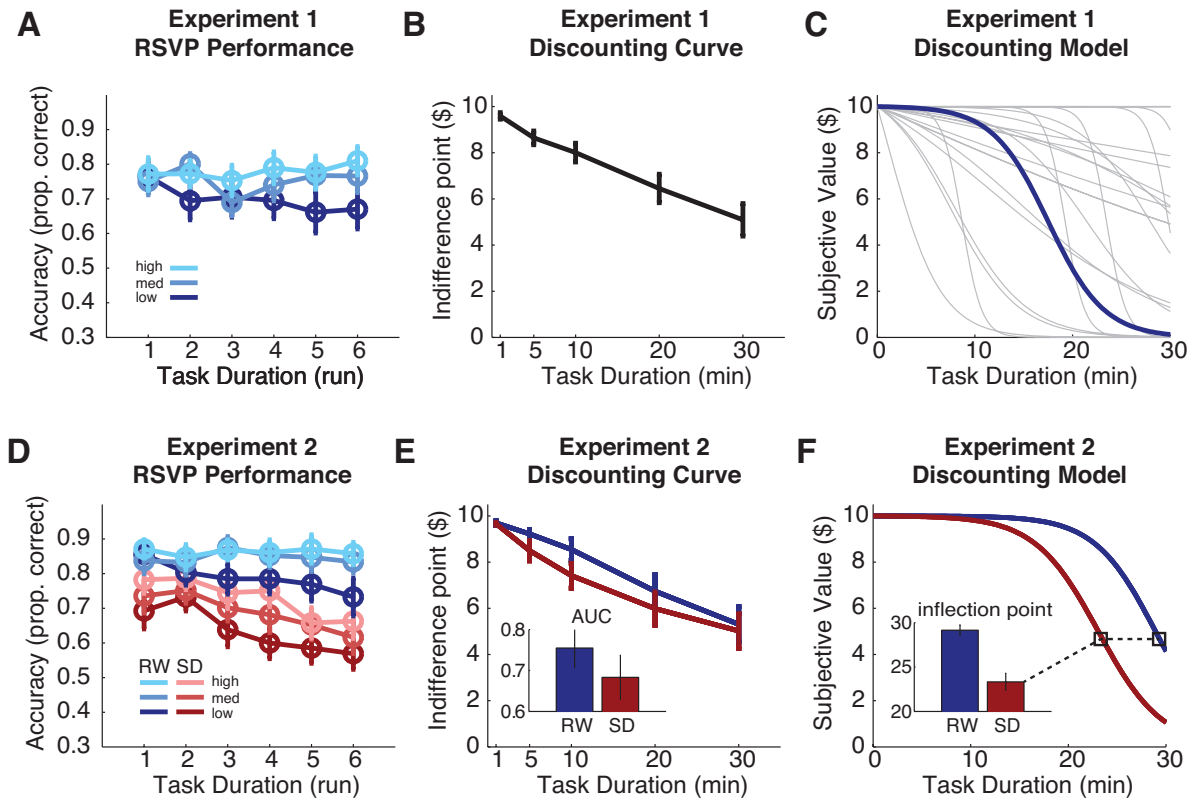 A
Experiment 1
RSVP Performance
Accuracy (prop. correct)
0.9
0.8
0.7
0.6
0.5
0.4
0.3
high
med
low
1 2 3 4 5 6
Task Duration (run)
B
Experiment 1
Discounting Curve
Indifference point ($)
10
8
6
4
2
0
1 5 10 20 30
Task Duration (min)
C
Experiment 1
Discounting Model
Subjective Value ($)
10
8
6
4
2
0
0 10 20 30
Task Duration (min)
D
Experiment 2
RSVP Performance
Accuracy (prop. correct)
0.9
0.8
0.7
0.6
0.5
0.4
0.3
RW SD
high
med
low
1 2 3 4 5 6
Task Duration (run)
E
Experiment 2
Discounting Curve
Indifference point ($)
10
8
6
4
2
0
AUC
0.8
0.7
0.6
RW SD
1 5 10 20 30
Task Duration (min)
F
Experiment 2
Discounting Model
Subjective Value ($)
10
8
6
4
2
0
inflection point
30
25
20
RW SD
0 10 20 30
Task Duration (min)